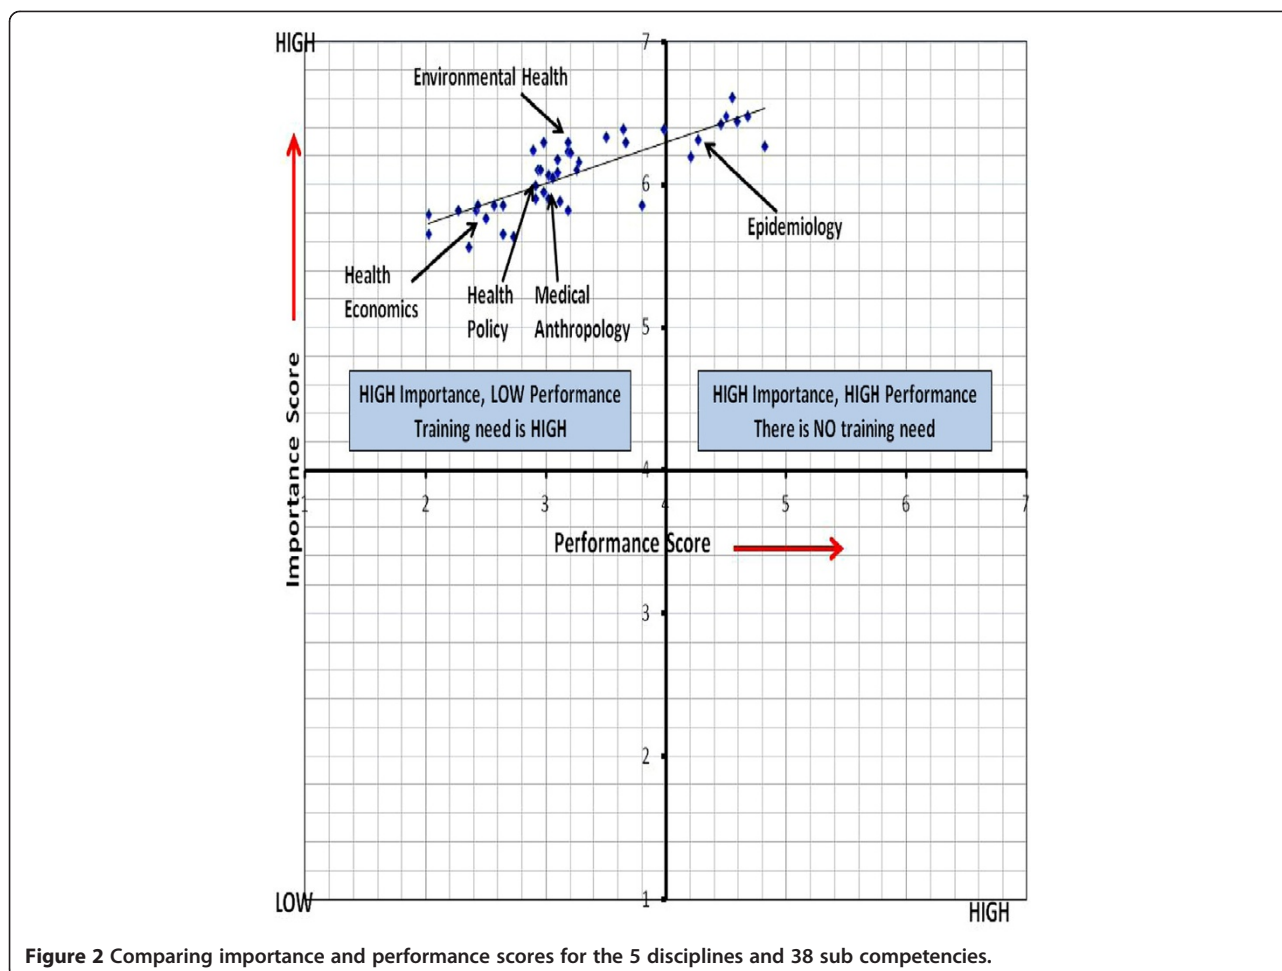 HIGH
7
Environmental Health
6
Epidemiology
Health
Economics
Health
Policy
Medical
Anthropology
5
Importance Score
HIGH Importance, LOW Performance
Training need is HIGH
HIGH Importance, HIGH Performance
There is NO training need
4
1 2 3 4 5 6 7
Performance Score
3
2
1
LOW
HIGH
Figure 2 Comparing importance and performance scores for the 5 disciplines and 38 sub competencies.